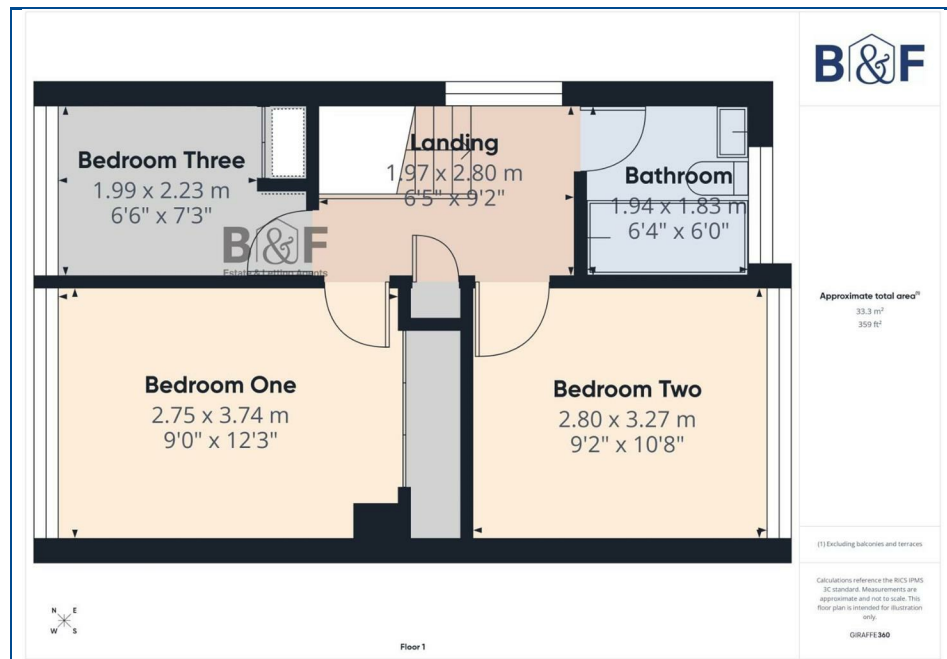 B&F
Bedroom Three
1.99 x 2.23 m
6'6" x 7'3"
Landing
1.97 x 2.80 m
6'5" x 9'2"
Bathroom
1.94 x 1.83 m
6'4" x 6'0"
B&F
Estate & Letting Agents
Bedroom One
2.75 x 3.74 m
9'0" x 12'3"
Bedroom Two
2.80 x 3.27 m
9'2" x 10'8"
Approximate total area⁽¹⁾
33.3 m²
359 ft²
(1) Excluding balconies and terraces
Calculations reference the RICS IPMS
3C standard. Measurements are
approximate and not to scale. This
floor plan is intended for illustration
only.
GIRAFFE360
N E
W S
Floor 1